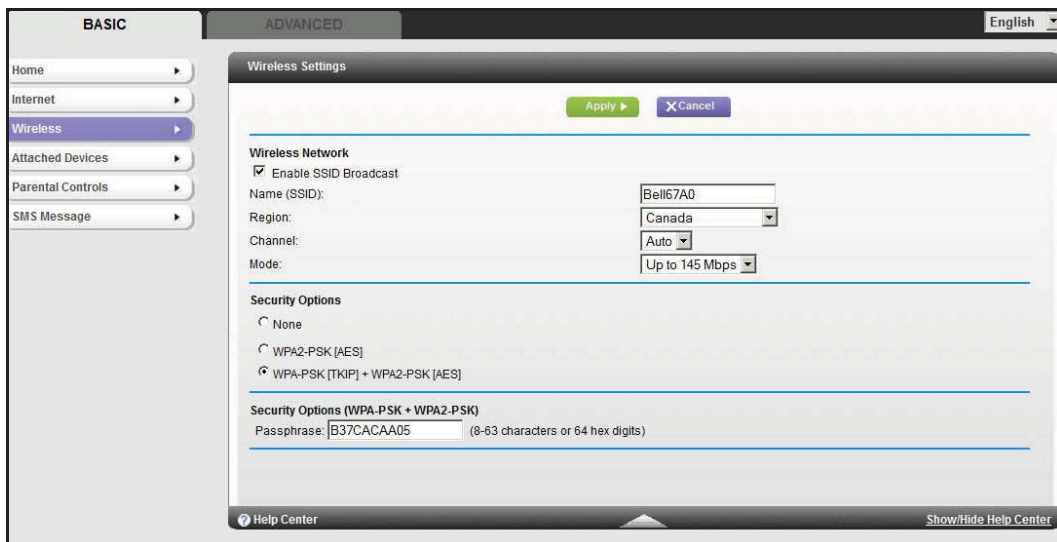 BASIC
ADVANCED
English
Home
Internet
Wireless
Attached Devices
Parental Controls
SMS Message
Wireless Settings
Apply
Cancel
Wireless Network
Enable SSID Broadcast
Name (SSID): Bell67A0
Region: Canada
Channel: Auto
Mode: Up to 145 Mbps
Security Options
None
WPA2-PSK [AES]
WPA-PSK [TKIP] + WPA2-PSK [AES]
Security Options (WPA-PSK + WPA2-PSK)
Passphrase: B37CACAA05 (8-63 characters or 64 hex digits)
Help Center
Show/Hide Help Center